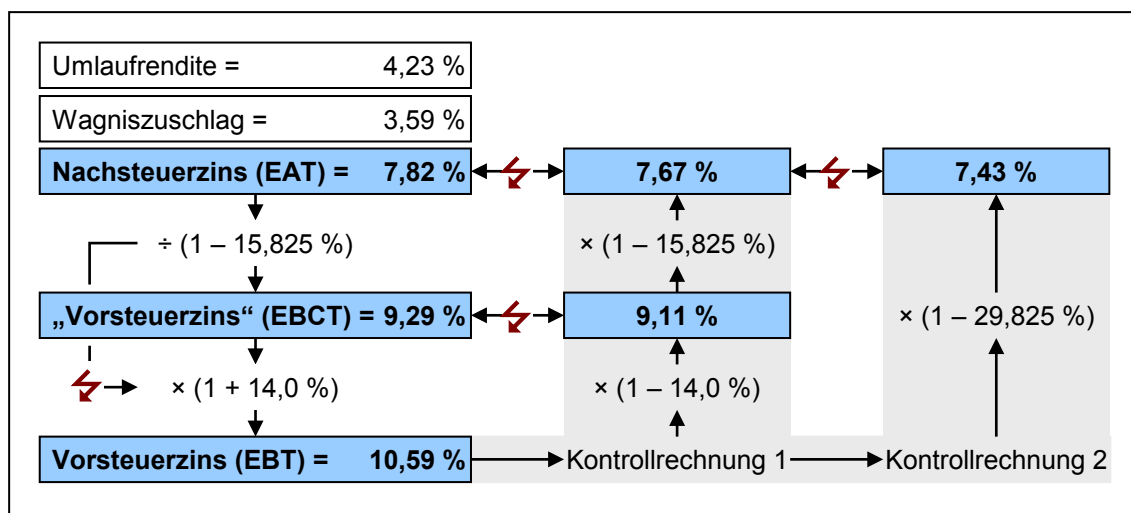 Umlaufrendite = 4,23 %
Wagniszuschlag = 3,59 %
Nachsteuerzins (EAT) = 7,82 % 7,67 % 7,43 %
÷ (1 – 15,825 %) × (1 – 15,825 %)
„Vorsteuerzins“ (EBCT) = 9,29 % 9,11 % × (1 – 29,825 %)
× (1 + 14,0 %) × (1 – 14,0 %)
Vorsteuerzins (EBT) = 10,59 % Kontrollrechnung 1 Kontrollrechnung 2